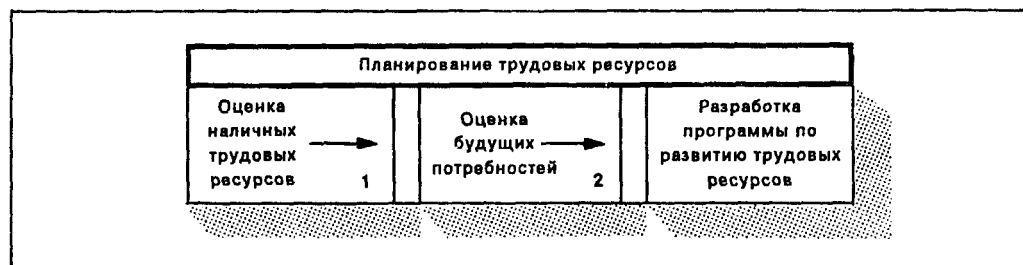 Планирование трудовых ресурсов
Оценка
наличных
трудовых
ресурсов
1
Оценка
будущих
потребностей
2
Разработка
программы по
развитию трудовых
ресурсов